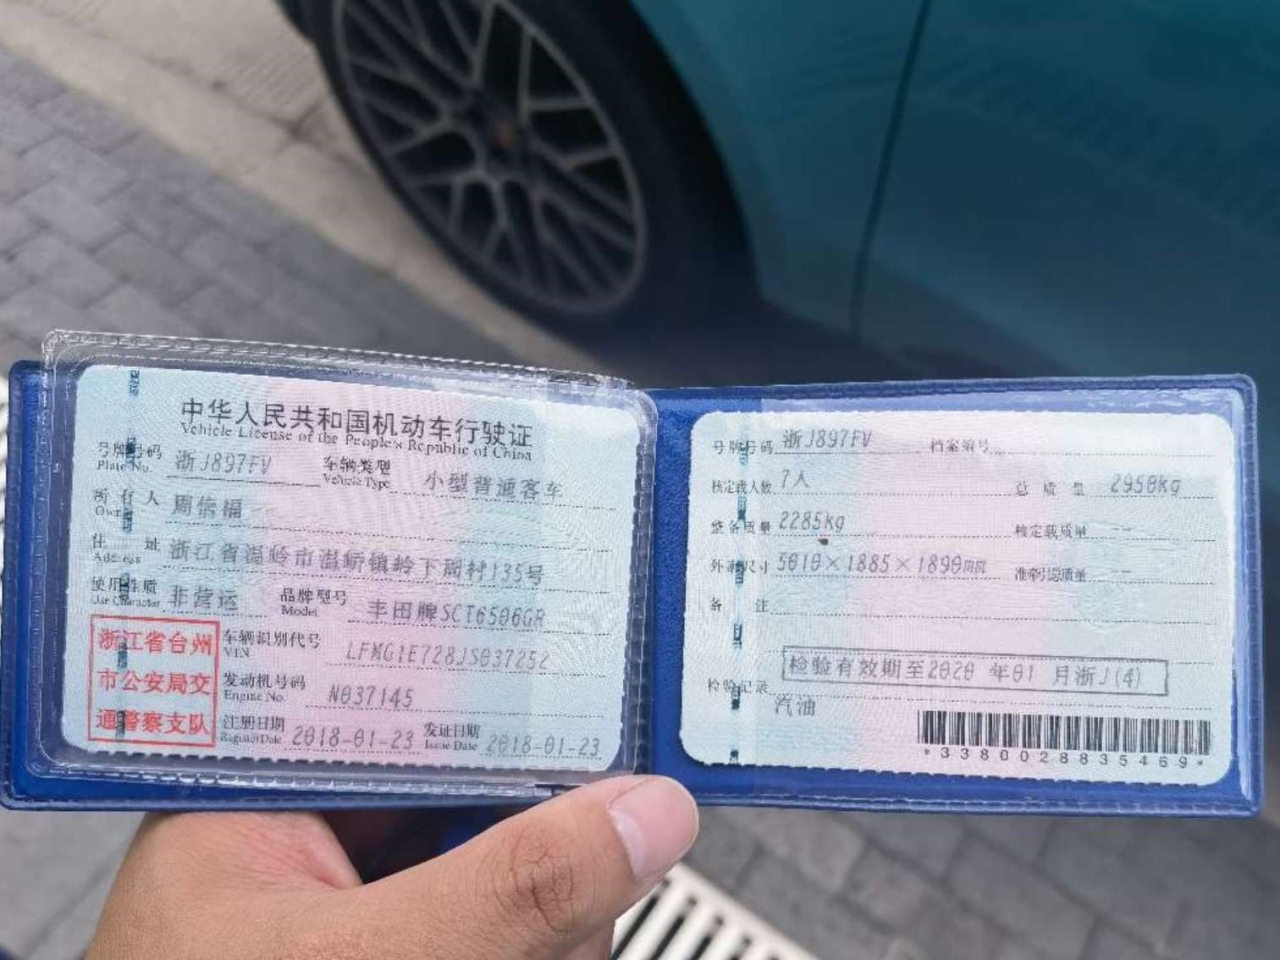 中华人民共和国机动车行驶证
Vehicle License of the People's Republic of China
号牌号码 浙J897FV 车辆类型 小型普通客车
Plate No. Vehicle Type
所有人 周信福
Owner
住址 浙江省温岭市温峤镇岭下周村135号
Address
使用性质 非营运 品牌型号 丰田牌SCT6506GR
Use Character Model
浙江省台州
市公安局交
通警察支队
车辆识别代号 LFMG1E728JS037252
VIN
发动机号码 N037145
Engine No.
注册日期 2018-01-23 发证日期 2018-01-23
Register Date Issue Date
号牌号码 浙J897FV 档案编号
核定载人数 7人 总质量 2950kg
整备质量 2285kg 核定载质量 --
外廓尺寸 5010×1885×1890mm 准牵引总质量 --
备注
检验有效期至2020年01月浙J(4)
检验记录
汽油
*3380028835469*